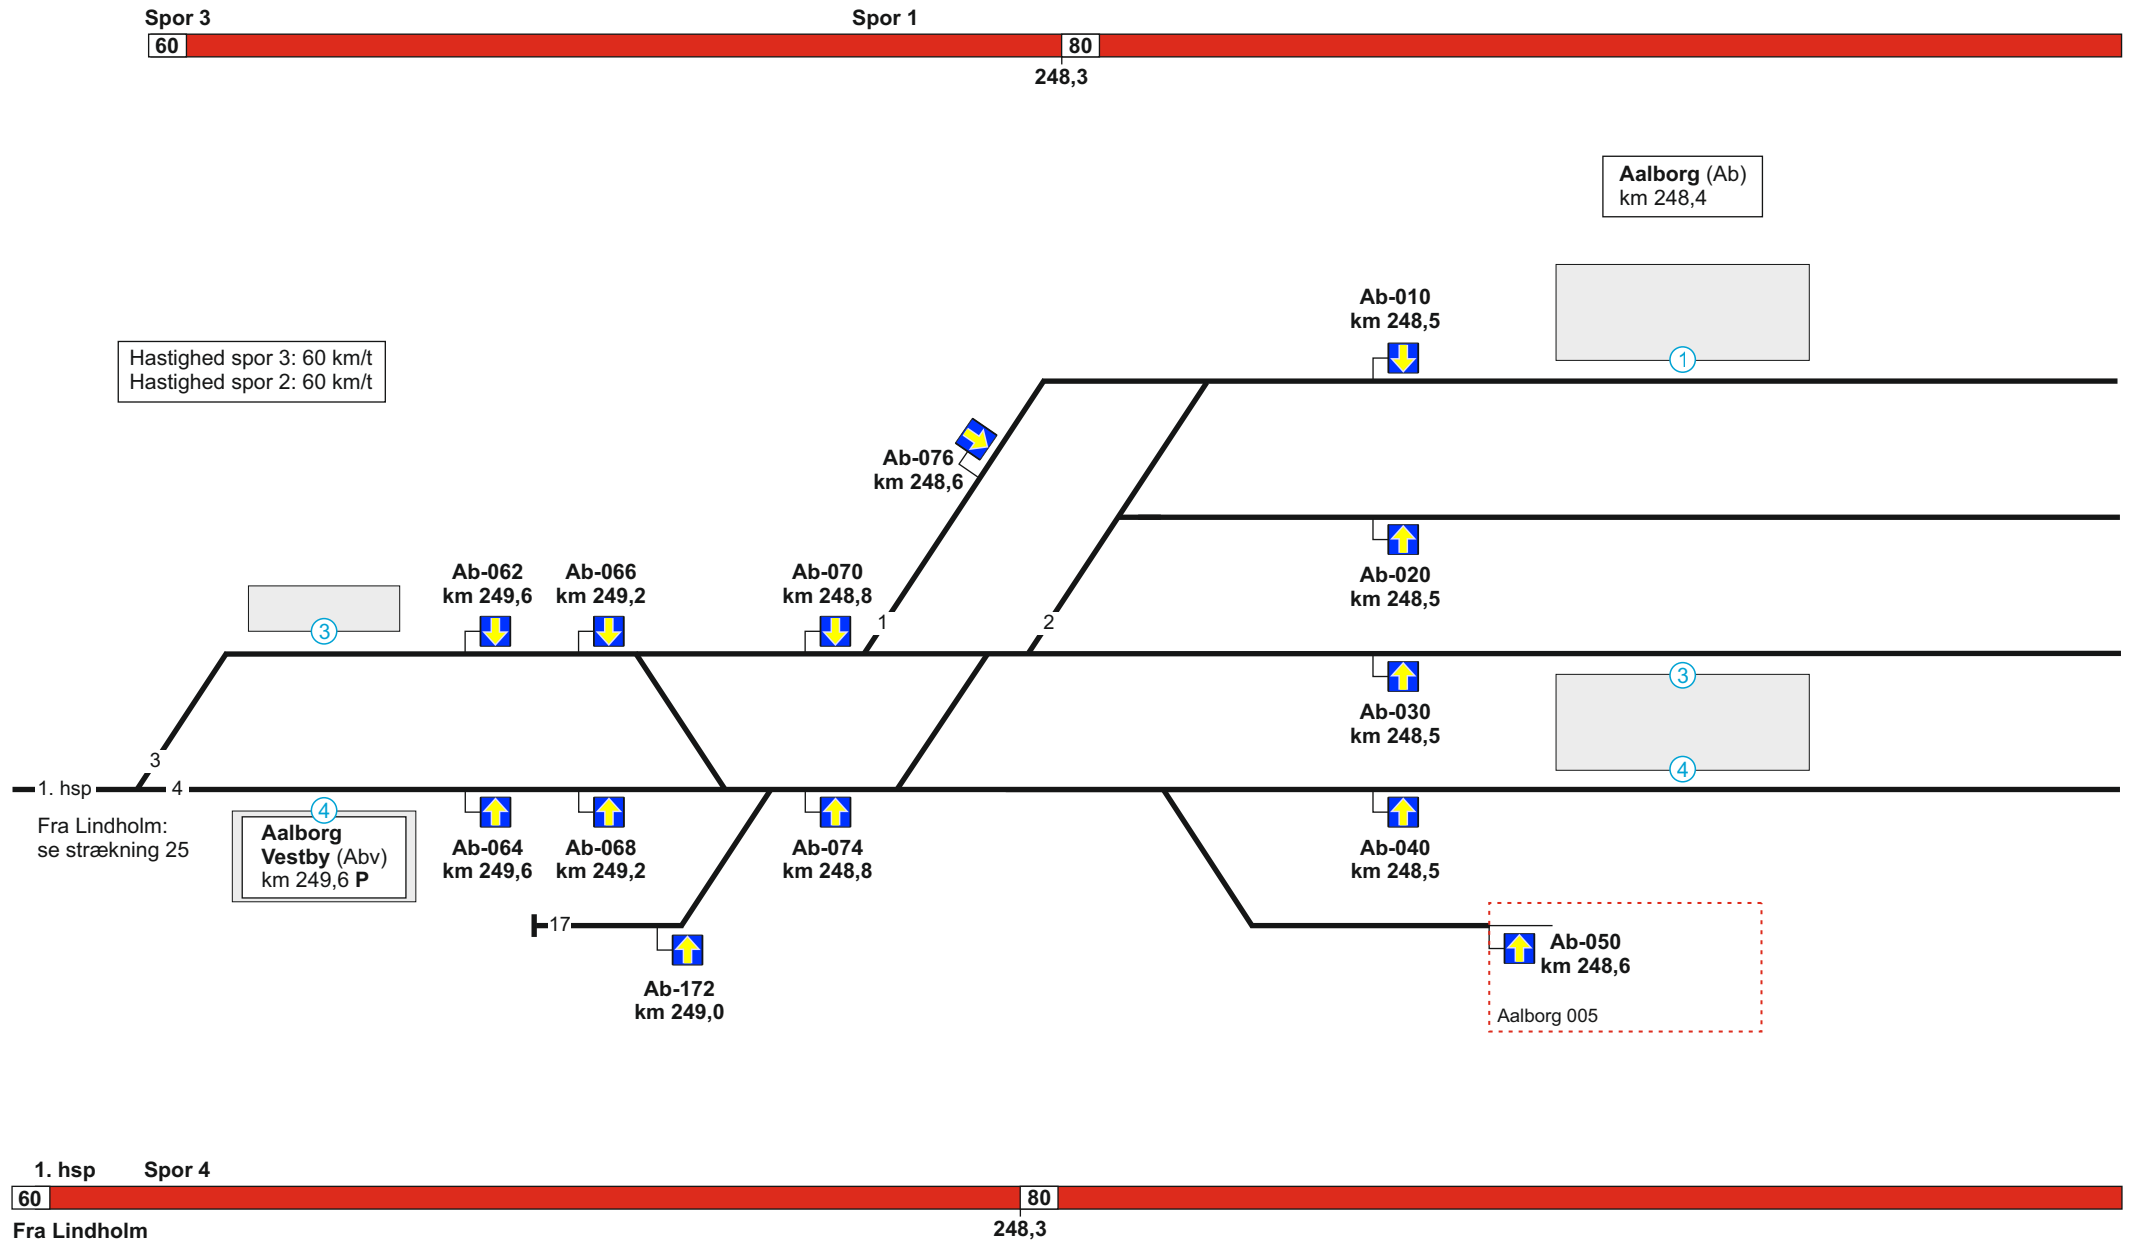 Spor 3
Spor 1
60
80
248,3
Aalborg (Ab)
km 248,4
Ab-010
km 248,5
1
Hastighed spor 3: 60 km/t
Hastighed spor 2: 60 km/t
Ab-076
km 248,6
Ab-062
km 249,6
Ab-066
km 249,2
Ab-070
km 248,8
Ab-020
km 248,5
3
1
2
3
Ab-030
km 248,5
3
4
1. hsp
4
Fra Lindholm:
se strækning 25
4
Aalborg
Vestby (Abv)
km 249,6 P
Ab-064
km 249,6
Ab-068
km 249,2
Ab-074
km 248,8
Ab-040
km 248,5
17
Ab-172
km 249,0
Ab-050
km 248,6
Aalborg 005
1. hsp
Spor 4
60
80
Fra Lindholm
248,3